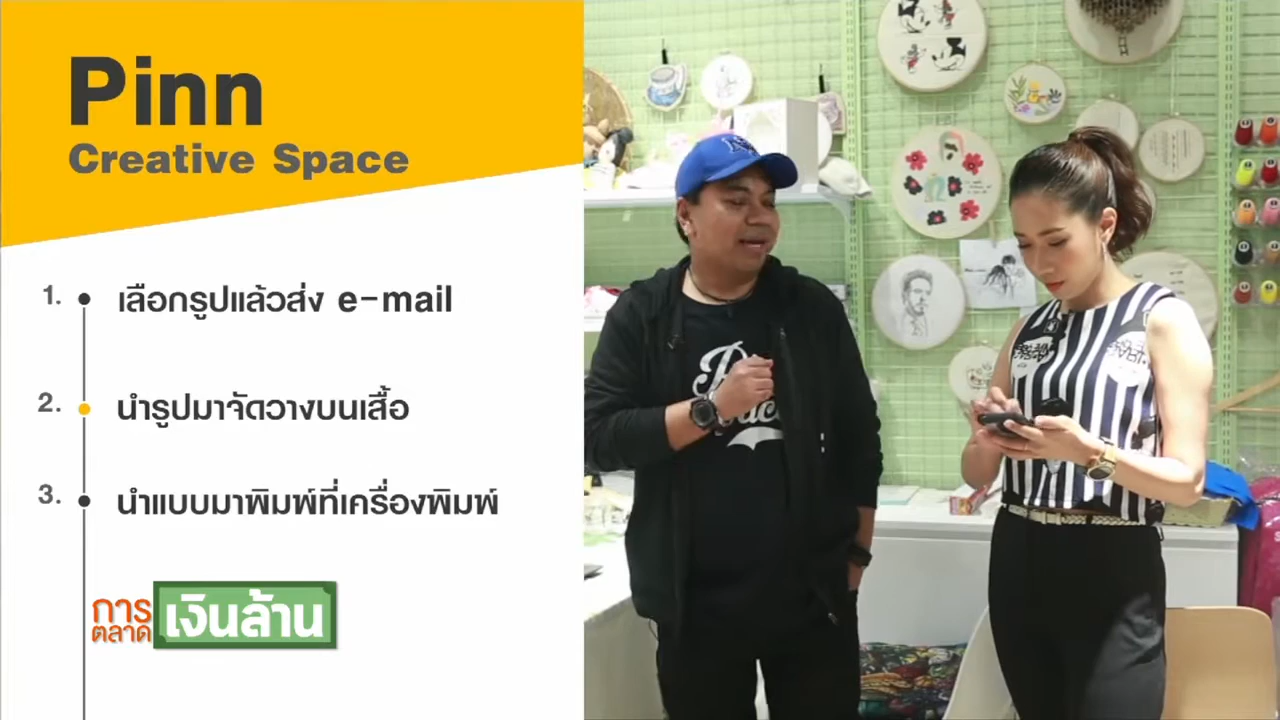 Pinn
Creative Space
1. เลือกรูปแล้วส่ง e-mail
2. นำรูปมาจัดวางบนเสื้อ
3. นำแบบมาพิมพ์ที่เครื่องพิมพ์
การ
ตลาด
เงินล้าน